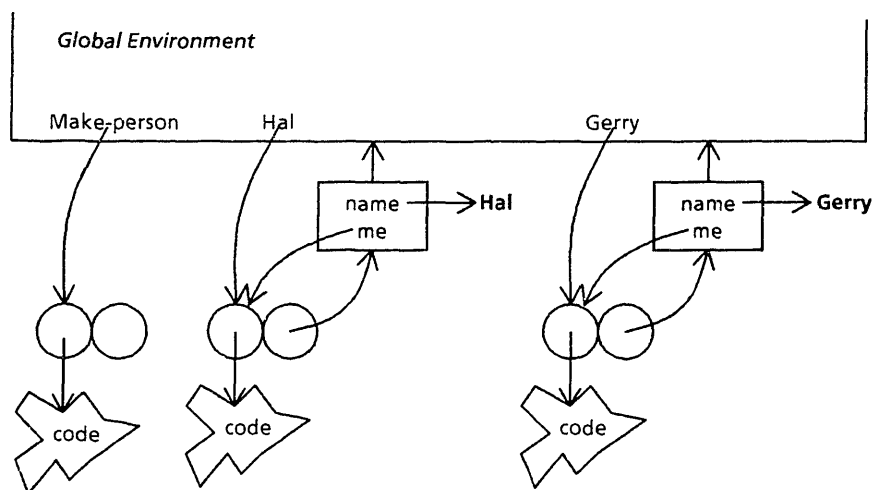 Global Environment
Make-person Hal Gerry
name Hal
me
name Gerry
me
code
code
code